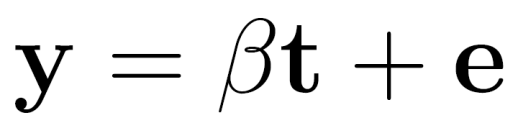 y = βt + e